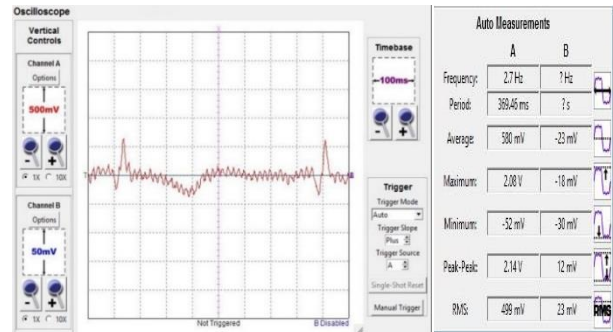 Oscilloscope
Vertical
Controls
Channel A
Options
500mV
- +
1X 10X
Channel B
Options
50mV
- +
1X 10X
Not Triggered
B Disabled
Timebase
100ms
- +
Trigger
Trigger Mode
Auto
Trigger Slope
Plus
Trigger Source
A
Single-Shot Reset
Manual Trigger
Auto Measurements
A B
Frequency: 2.7 Hz ? Hz
Period: 369.46 ms ? s
Average: 580 mV -23 mV
Maximum: 2.08 V -18 mV
Minimum: -52 mV -30 mV
Peak-Peak: 2.14 V 12 mV
RMS: 499 mV 23 mV RMS